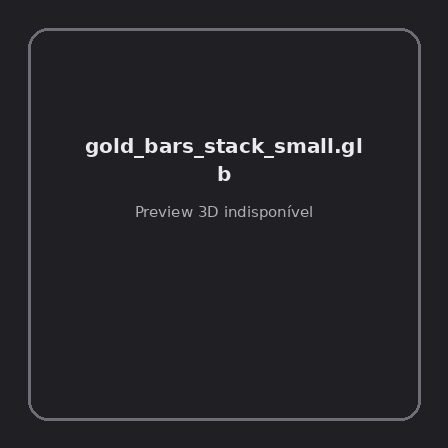 gold_bars_stack_small.gl
b
Preview 3D indisponível